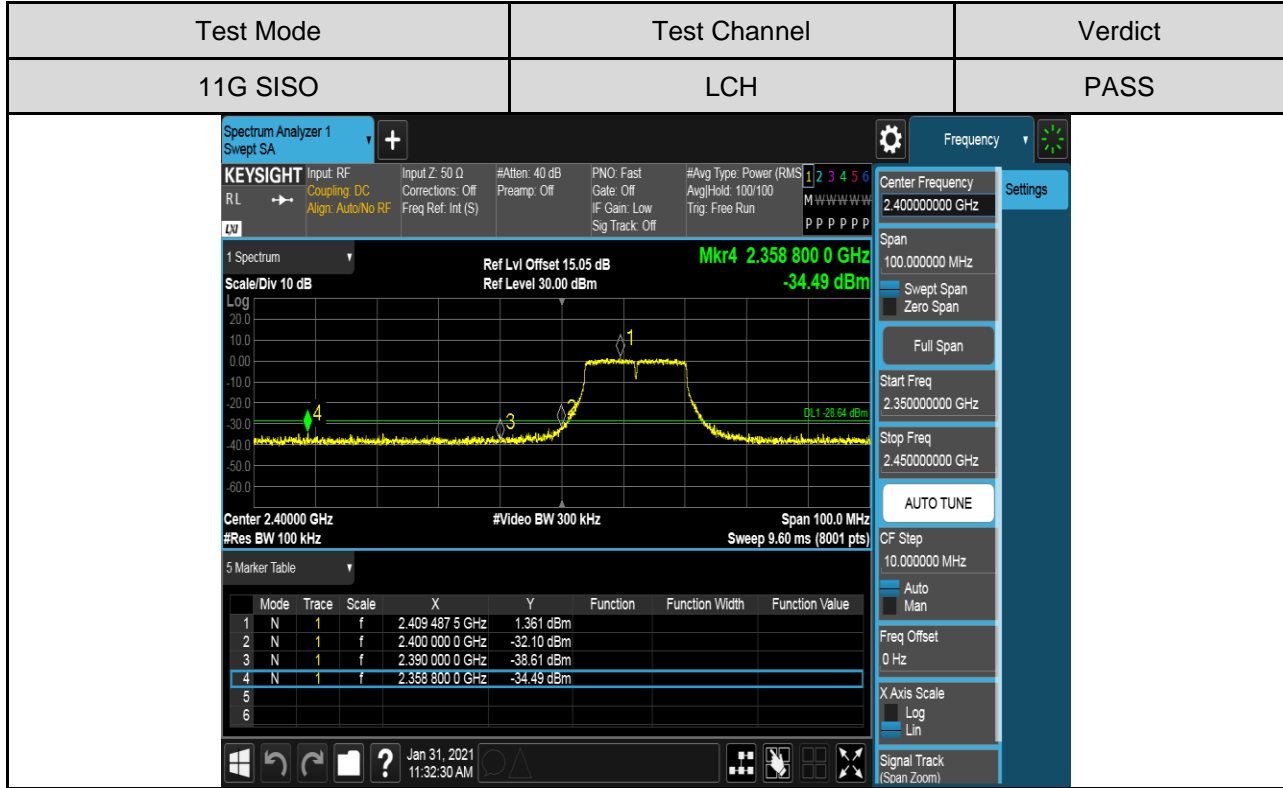 Test Mode Test Channel Verdict
11G SISO LCH PASS
Spectrum Analyzer 1
Swept SA
+
Frequency
KEYSIGHT
RL
LXI
Input: RF
Coupling: DC
Align: Auto/No RF
Input Z: 50 Ω
Corrections: Off
Freq Ref: Int (S)
#Atten: 40 dB
Preamp: Off
PNO: Fast
Gate: Off
IF Gain: Low
Sig Track: Off
#Avg Type: Power (RMS
Avg|Hold: 100/100
Trig: Free Run
1 2 3 4 5 6
M W W W W W
P P P P P P
Center Frequency
2.400000000 GHz
Settings
Span
100.000000 MHz
Swept Span
Zero Span
Full Span
Start Freq
2.350000000 GHz
Stop Freq
2.450000000 GHz
AUTO TUNE
CF Step
10.000000 MHz
Auto
Man
Freq Offset
0 Hz
X Axis Scale
Log
Lin
Signal Track
(Span Zoom)
1 Spectrum
Scale/Div 10 dB
Ref Lvl Offset 15.05 dB
Ref Level 30.00 dBm
Mkr4 2.358 800 0 GHz
-34.49 dBm
Log
20.0
10.0
0.00
-10.0
-20.0
-30.0
-40.0
-50.0
-60.0
1
2
3
4
DL1 -28.64 dBm
Center 2.40000 GHz
#Res BW 100 kHz
#Video BW 300 kHz
Span 100.0 MHz
Sweep 9.60 ms (8001 pts)
5 Marker Table
Mode Trace Scale X Y Function Function Width Function Value
1 N 1 f 2.409 487 5 GHz 1.361 dBm
2 N 1 f 2.400 000 0 GHz -32.10 dBm
3 N 1 f 2.390 000 0 GHz -38.61 dBm
4 N 1 f 2.358 800 0 GHz -34.49 dBm
5
6
?
Jan 31, 2021
11:32:30 AM